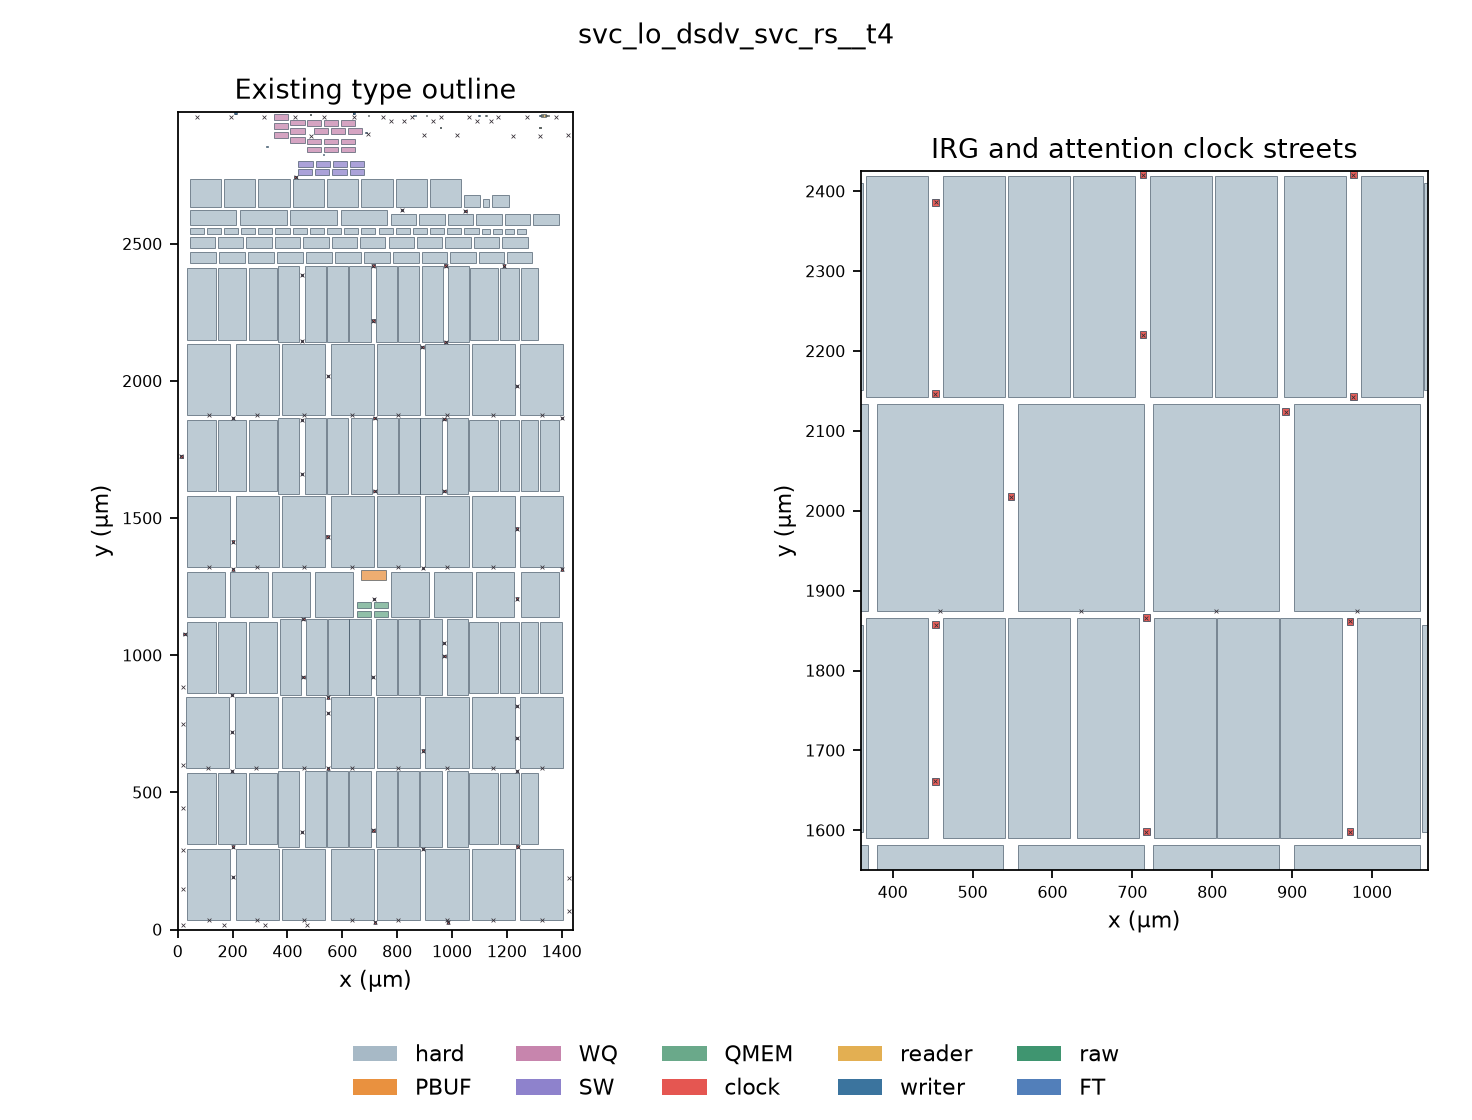 svc_lo_dsdv_svc_rs__t4
Existing type outline
IRG and attention clock streets
2500
2000
1500
1000
500
0
y (μm)
0 200 400 600 800 1000 1200 1400
x (μm)
2400
2300
2200
2100
2000
1900
1800
1700
1600
y (μm)
400 500 600 700 800 900 1000
x (μm)
hard WQ QMEM reader raw
PBUF SW clock writer FT